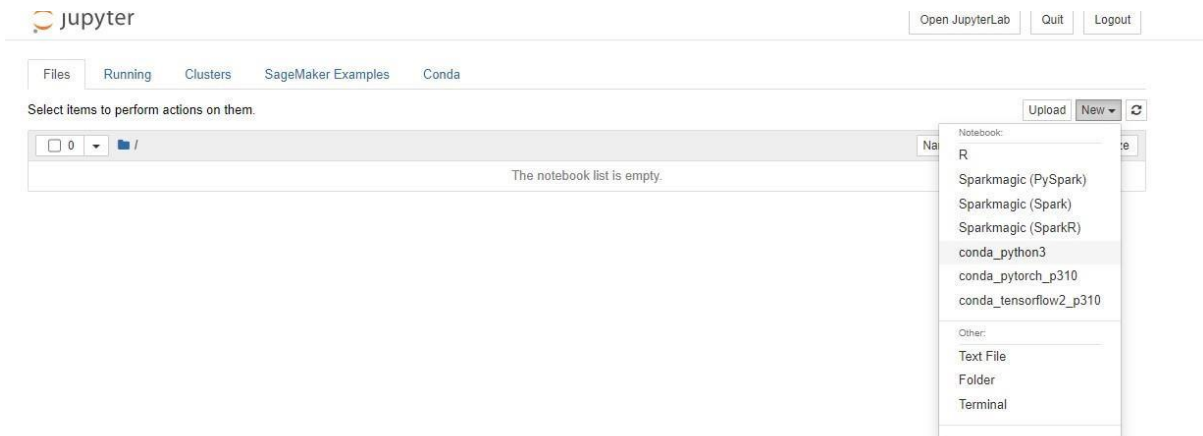 jupyter
Open JupyterLab Quit Logout
Files Running Clusters SageMaker Examples Conda
Select items to perform actions on them.
Upload New
0 /
The notebook list is empty.
Notebook:
R
Sparkmagic (PySpark)
Sparkmagic (Spark)
Sparkmagic (SparkR)
conda_python3
conda_pytorch_p310
conda_tensorflow2_p310
Other:
Text File
Folder
Terminal